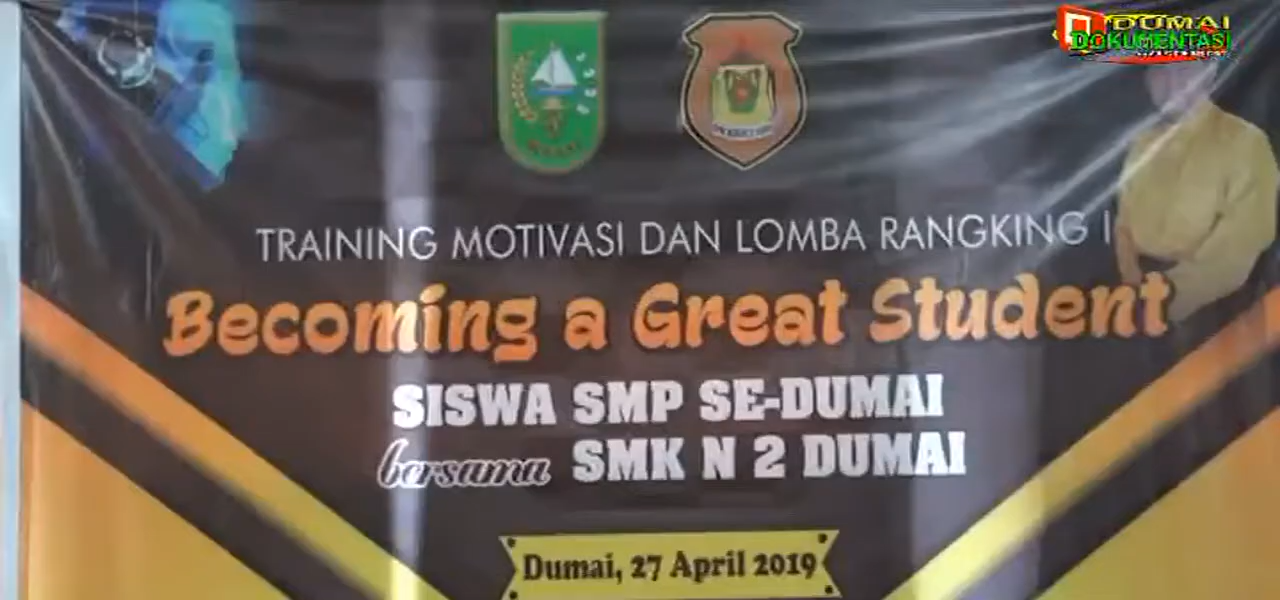 DUMAI
DOKUMENTASI
TRAINING MOTIVASI DAN LOMBA RANGKING I
Becoming a Great Student
SISWA SMP SE-DUMAI
bersama SMK N 2 DUMAI
Dumai, 27 April 2019